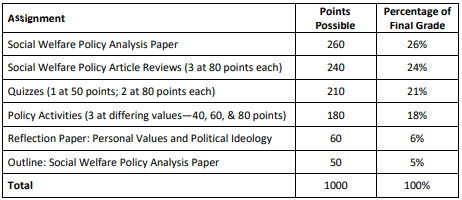 Assignment Points Possible Percentage of Final Grade
Social Welfare Policy Analysis Paper 260 26%
Social Welfare Policy Article Reviews (3 at 80 points each) 240 24%
Quizzes (1 at 50 points; 2 at 80 points each) 210 21%
Policy Activities (3 at differing values—40, 60, & 80 points) 180 18%
Reflection Paper: Personal Values and Political Ideology 60 6%
Outline: Social Welfare Policy Analysis Paper 50 5%
Total 1000 100%